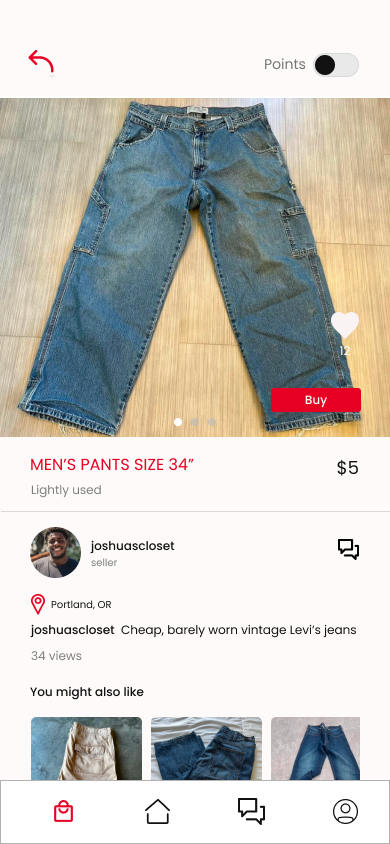 Points
12
Buy
MEN’S PANTS SIZE 34”
$5
Lightly used
joshuascloset
seller
Portland, OR
joshuascloset Cheap, barely worn vintage Levi’s jeans
34 views
You might also like